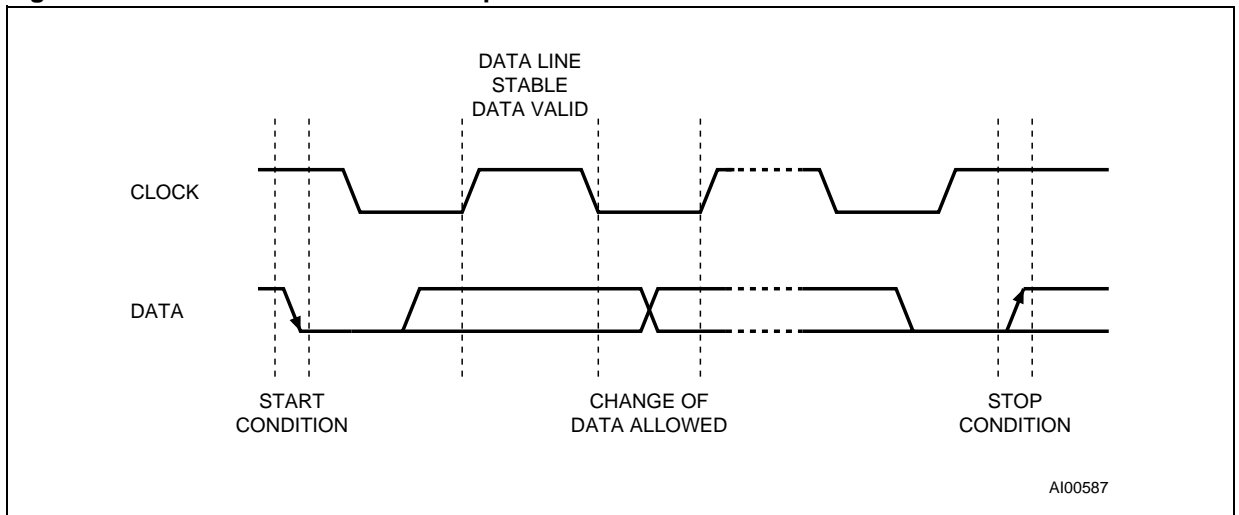 DATA LINE
STABLE
DATA VALID
CLOCK
DATA
START
CONDITION
CHANGE OF
DATA ALLOWED
STOP
CONDITION
AI00587